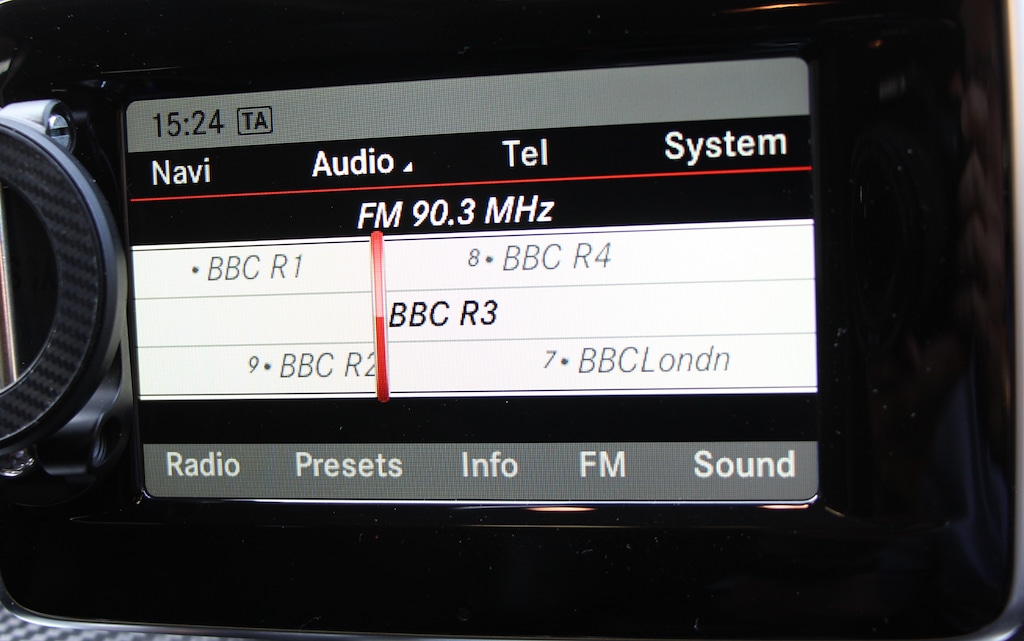 15:24 TA
Navi Audio Tel System
FM 90.3 MHz
• BBC R1 8 • BBC R4
BBC R3
9 • BBC R2 7 • BBCLondn
Radio Presets Info FM Sound